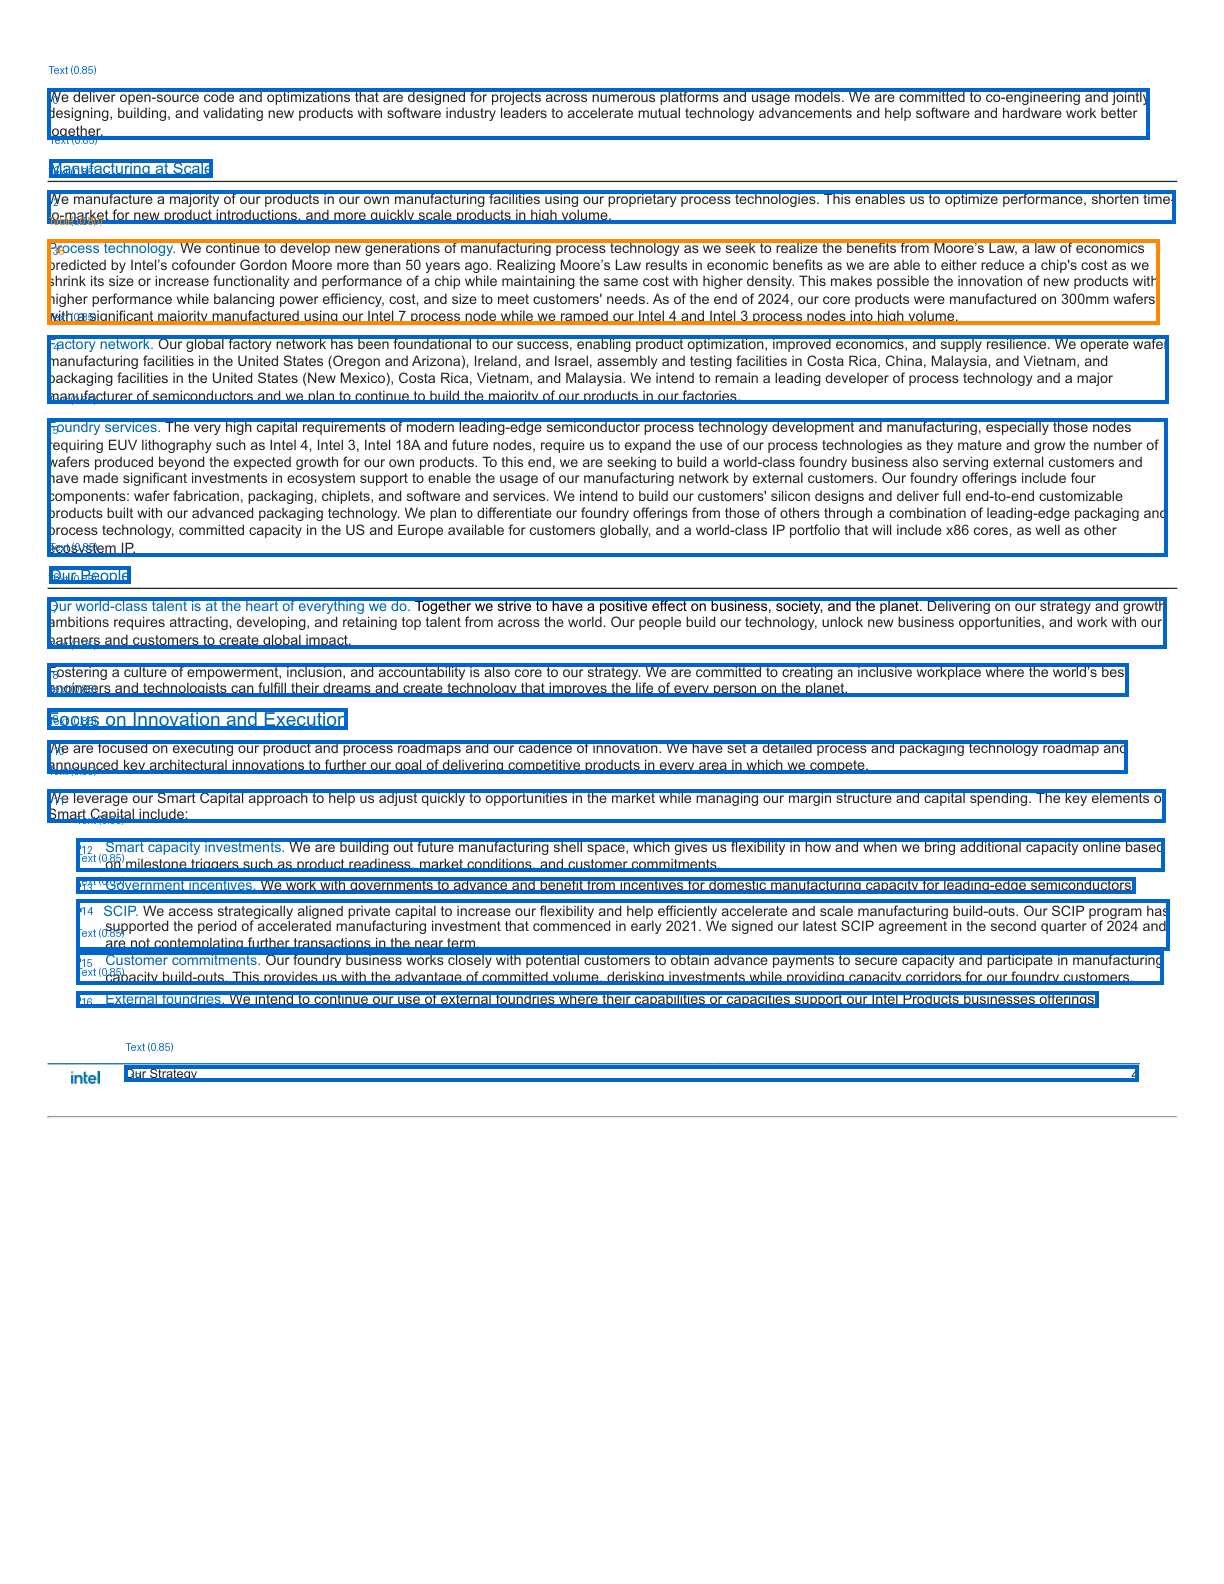 Text (0.85)
We deliver open-source code and optimizations that are designed for projects across numerous platforms and usage models. We are committed to co-engineering and jointly
designing, building, and validating new products with software industry leaders to accelerate mutual technology advancements and help software and hardware work better
together.
Text (0.85)
Manufacturing at Scale
We manufacture a majority of our products in our own manufacturing facilities using our proprietary process technologies. This enables us to optimize performance, shorten time-
to-market for new product introductions, and more quickly scale products in high volume.
Process technology. We continue to develop new generations of manufacturing process technology as we seek to realize the benefits from Moore's Law, a law of economics
predicted by Intel's cofounder Gordon Moore more than 50 years ago. Realizing Moore's Law results in economic benefits as we are able to either reduce a chip's cost as we
shrink its size or increase functionality and performance of a chip while maintaining the same cost with higher density. This makes possible the innovation of new products with
higher performance while balancing power efficiency, cost, and size to meet customers' needs. As of the end of 2024, our core products were manufactured on 300mm wafers,
with a significant majority manufactured using our Intel 7 process node while we ramped our Intel 4 and Intel 3 process nodes into high volume.
Factory network. Our global factory network has been foundational to our success, enabling product optimization, improved economics, and supply resilience. We operate wafer
manufacturing facilities in the United States (Oregon and Arizona), Ireland, and Israel, assembly and testing facilities in Costa Rica, China, Malaysia, and Vietnam, and
packaging facilities in the United States (New Mexico), Costa Rica, Vietnam, and Malaysia. We intend to remain a leading developer of process technology and a major
manufacturer of semiconductors and we plan to continue to build the majority of our products in our factories.
Foundry services. The very high capital requirements of modern leading-edge semiconductor process technology development and manufacturing, especially those nodes
requiring EUV lithography such as Intel 4, Intel 3, Intel 18A and future nodes, require us to expand the use of our process technologies as they mature and grow the number of
wafers produced beyond the expected growth for our own products. To this end, we are seeking to build a world-class foundry business also serving external customers and
have made significant investments in ecosystem support to enable the usage of our manufacturing network by external customers. Our foundry offerings include four
components: wafer fabrication, packaging, chiplets, and software and services. We intend to build our customers' silicon designs and deliver full end-to-end customizable
products built with our advanced packaging technology. We plan to differentiate our foundry offerings from those of others through a combination of leading-edge packaging and
process technology, committed capacity in the US and Europe available for customers globally, and a world-class IP portfolio that will include x86 cores, as well as other
ecosystem IP.
Text (0.85)
Our People
Our world-class talent is at the heart of everything we do. Together we strive to have a positive effect on business, society, and the planet. Delivering on our strategy and growth
ambitions requires attracting, developing, and retaining top talent from across the world. Our people build our technology, unlock new business opportunities, and work with our
partners and customers to create global impact.
Fostering a culture of empowerment, inclusion, and accountability is also core to our strategy. We are committed to creating an inclusive workplace where the world's best
engineers and technologists can fulfill their dreams and create technology that improves the life of every person on the planet.
Focus on Innovation and Execution
10
We are focused on executing our product and process roadmaps and our cadence of innovation. We have set a detailed process and packaging technology roadmap and
announced key architectural innovations to further our goal of delivering competitive products in every area in which we compete.
Text (0.85)
11
We leverage our Smart Capital approach to help us adjust quickly to opportunities in the market while managing our margin structure and capital spending. The key elements of
Smart Capital include:
Text (0.85)
12 Smart capacity investments. We are building out future manufacturing shell space, which gives us flexibility in how and when we bring additional capacity online based
Text (0.85)
on milestone triggers such as product readiness, market conditions, and customer commitments.
Government incentives. We work with governments to advance and benefit from incentives for domestic manufacturing capacity for leading-edge semiconductors.
14 SCIP. We access strategically aligned private capital to increase our flexibility and help efficiently accelerate and scale manufacturing build-outs. Our SCIP program has
supported the period of accelerated manufacturing investment that commenced in early 2021. We signed our latest SCIP agreement in the second quarter of 2024 and
Text (0.85)
are not contemplating further transactions in the near term.
15 Customer commitments. Our foundry business works closely with potential customers to obtain advance payments to secure capacity and participate in manufacturing
Text (0.85)
capacity build-outs. This provides us with the advantage of committed volume, derisking investments while providing capacity corridors for our foundry customers.
16 External foundries. We intend to continue our use of external foundries where their capabilities or capacities support our Intel Products businesses offerings.
Text (0.85)
intel Our Strategy 4